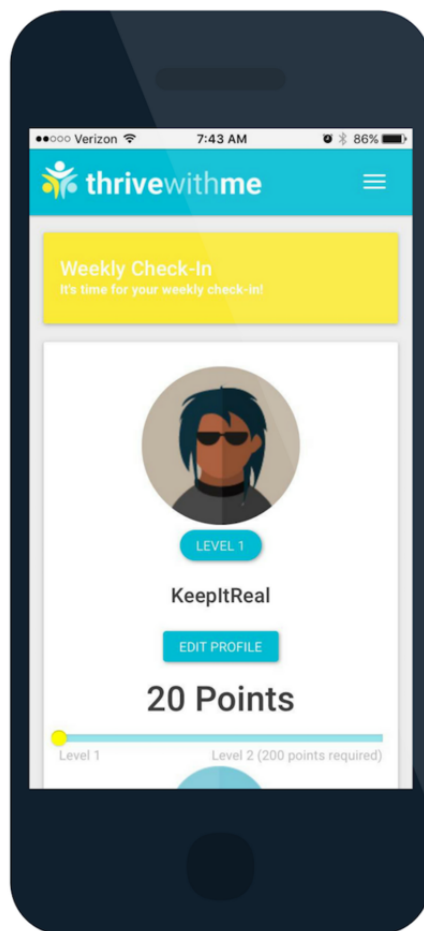 Verizon 7:43 AM 86%
thrivewithme
Weekly Check-In
It's time for your weekly check-in!
LEVEL 1
KeepItReal
EDIT PROFILE
20 Points
Level 1 Level 2 (200 points required)